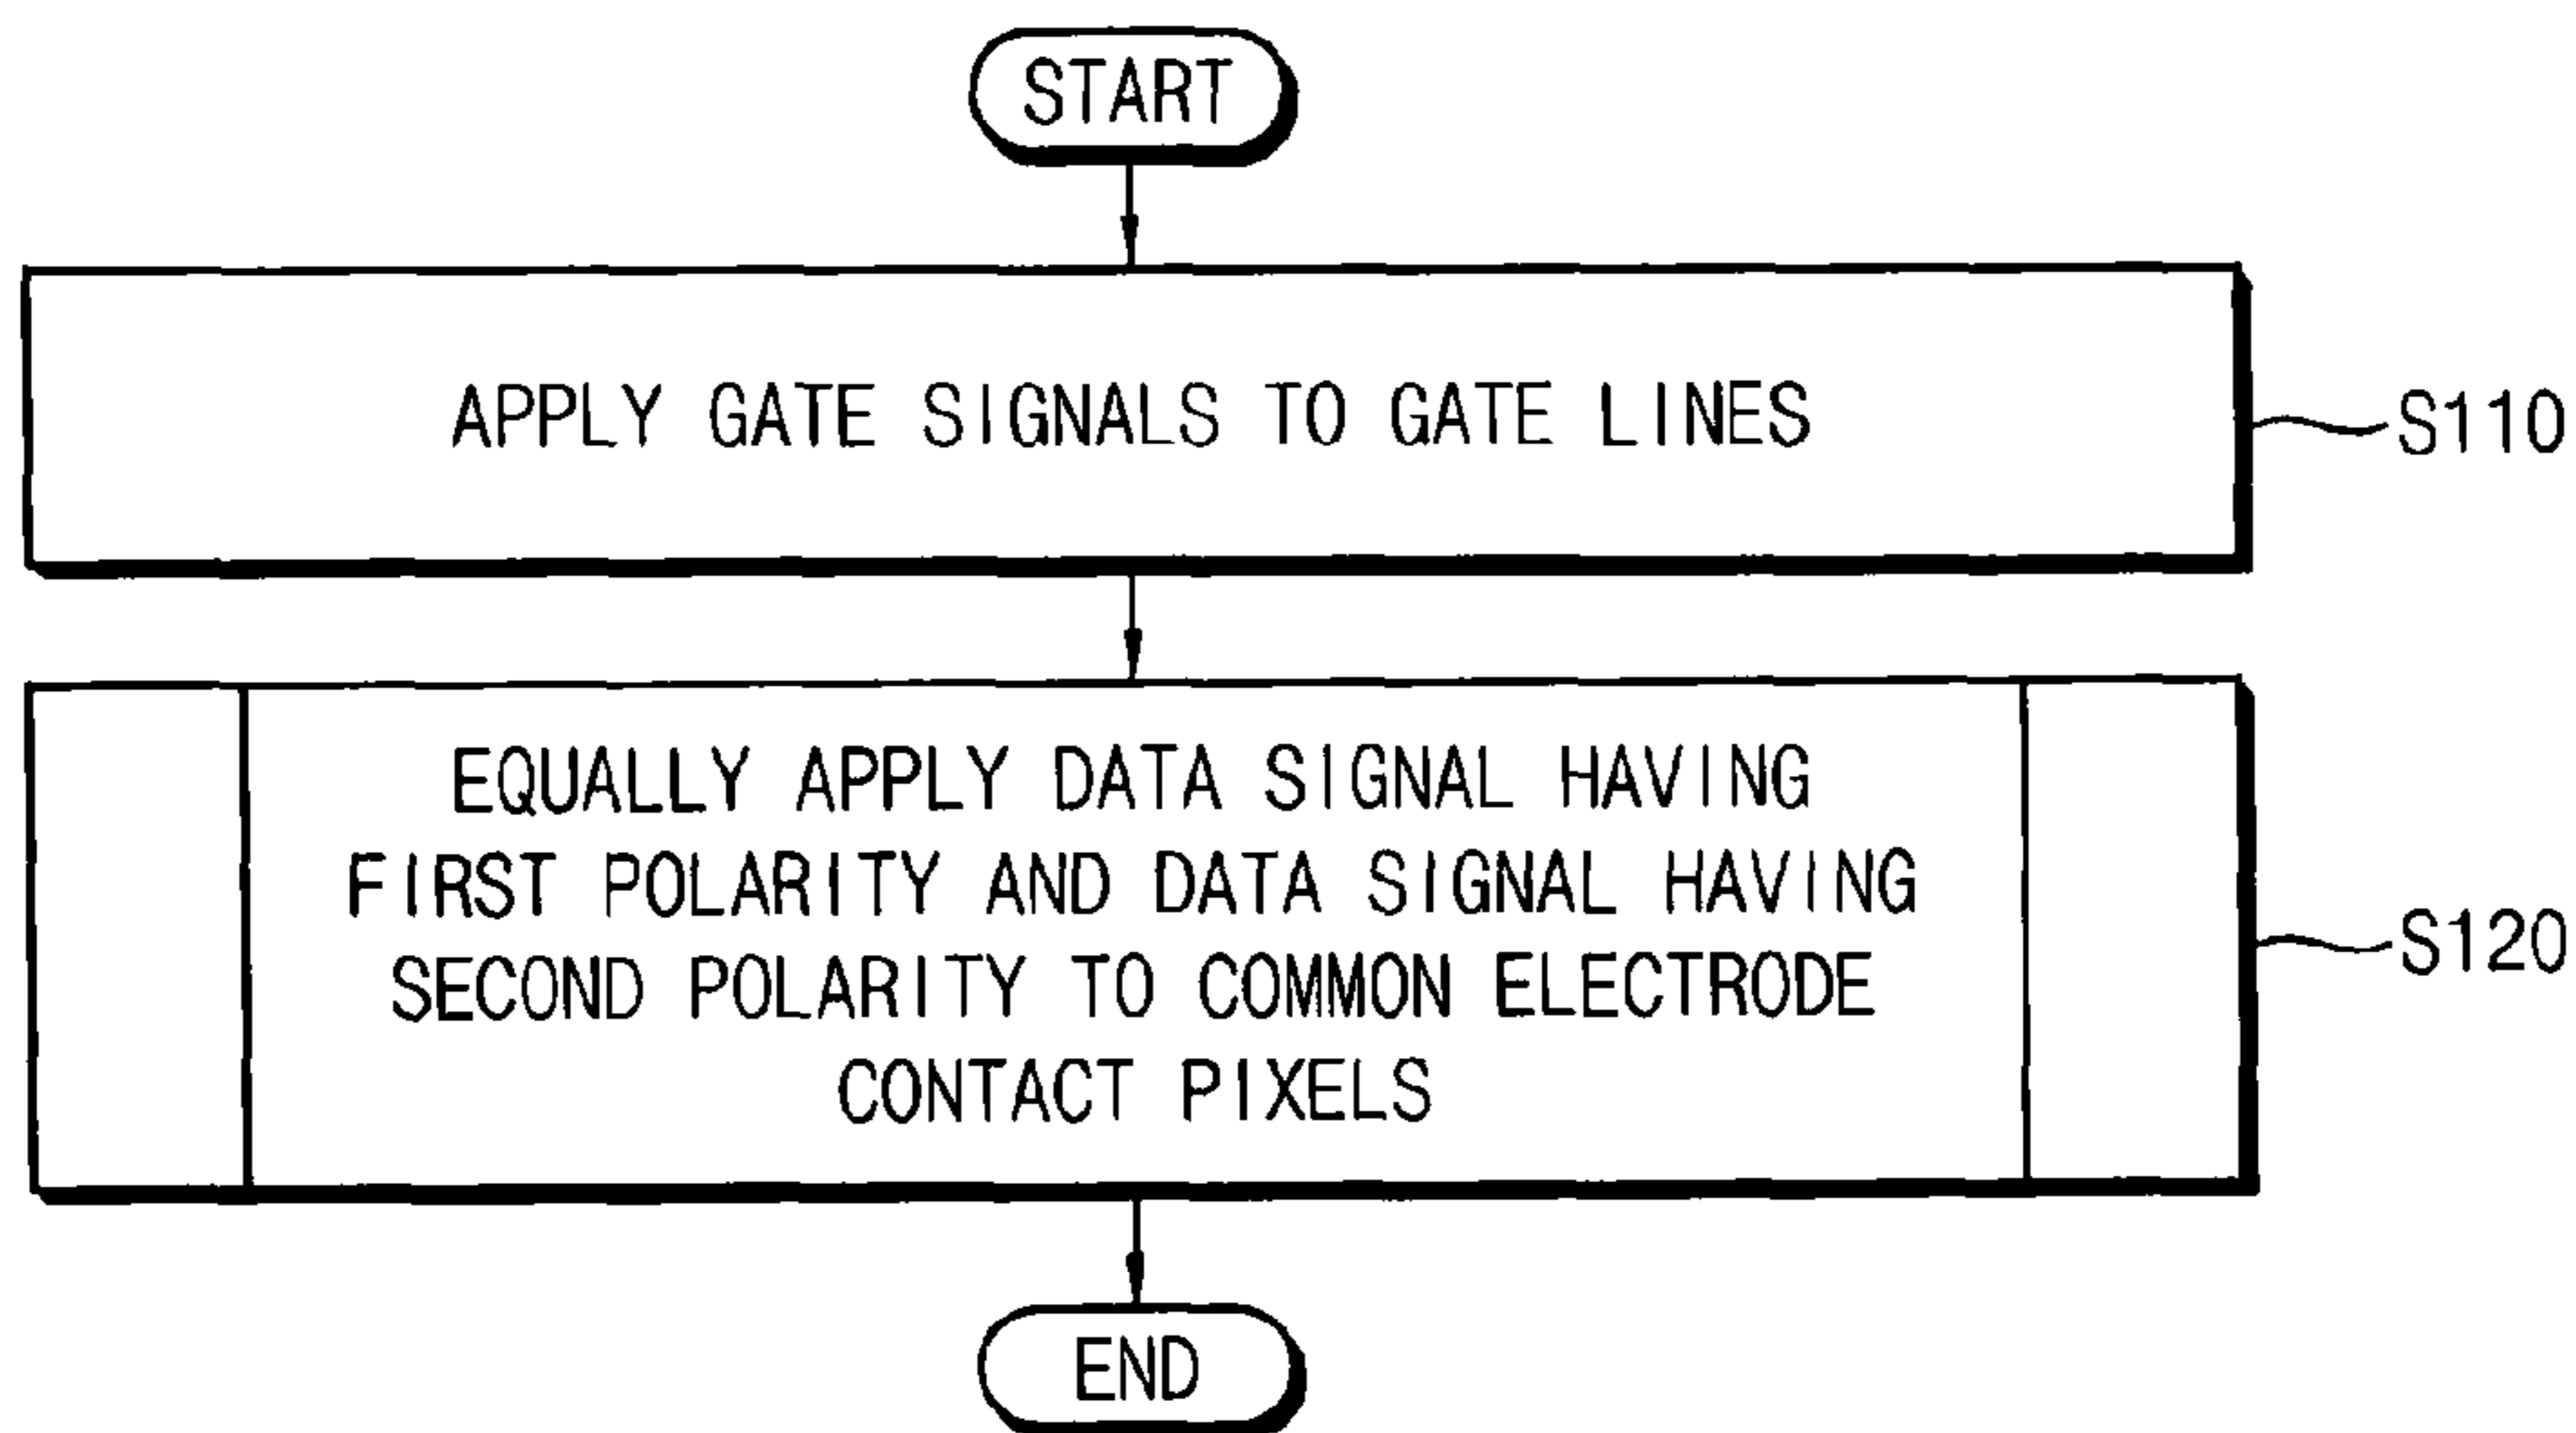 START
APPLY GATE SIGNALS TO GATE LINES
S110
EQUALLY APPLY DATA SIGNAL HAVING
FIRST POLARITY AND DATA SIGNAL HAVING
SECOND POLARITY TO COMMON ELECTRODE
CONTACT PIXELS
S120
END